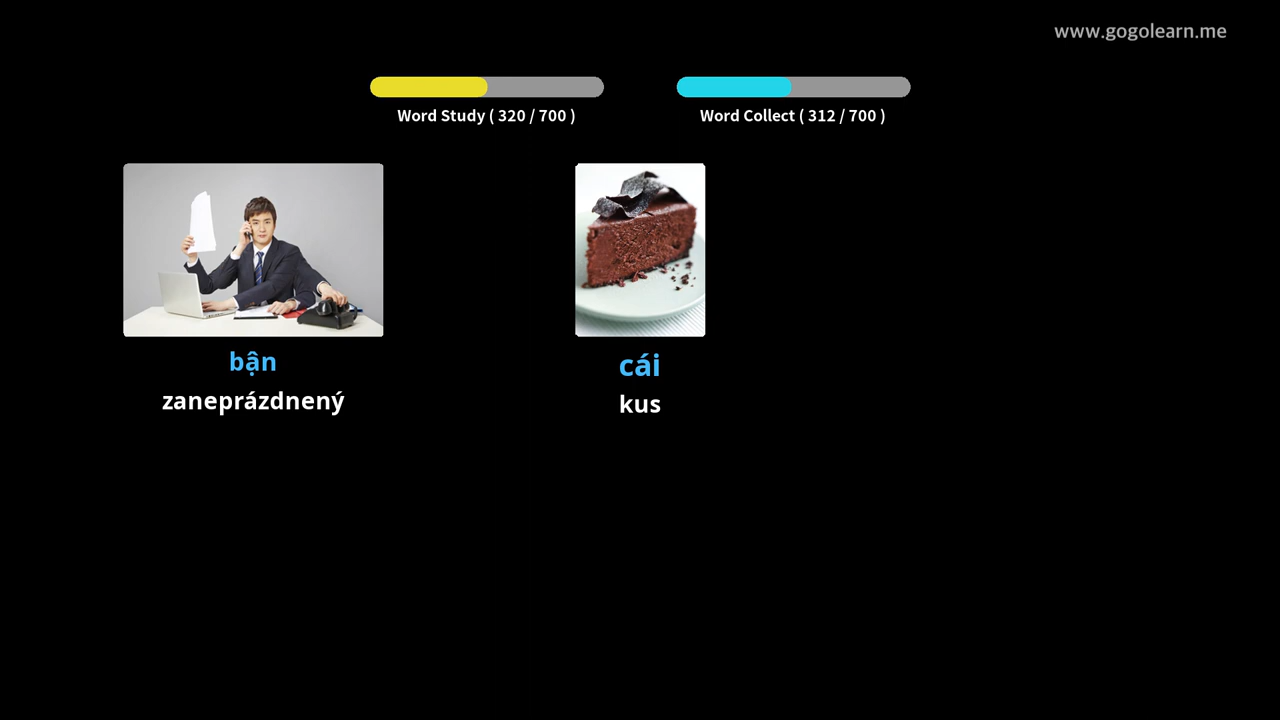 www.gogolearn.me
Word Study ( 320 / 700 )
Word Collect ( 312 / 700 )
bận
zaneprázdnený
cái
kus